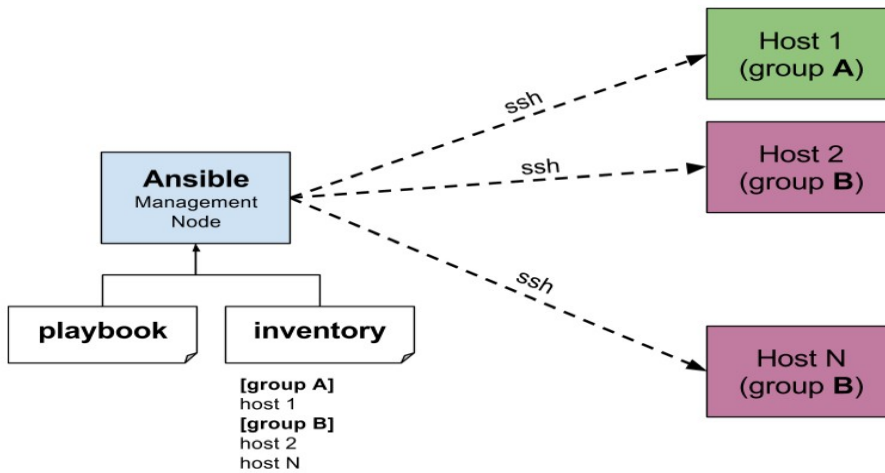 Host 1
(group A)
ssh
Host 2
(group B)
ssh
Ansible
Management
Node
ssh
playbook
inventory
Host N
(group B)
[group A]
host 1
[group B]
host 2
host N